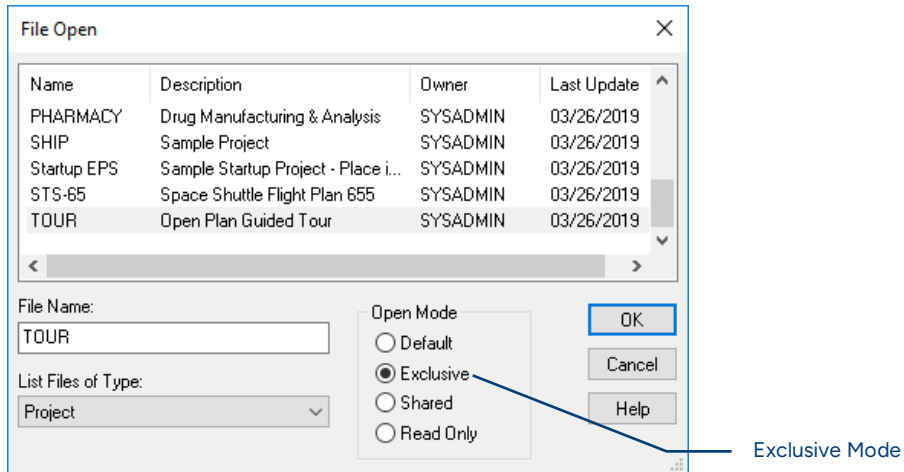 File Open
Name Description Owner Last Update
PHARMACY Drug Manufacturing & Analysis SYSADMIN 03/26/2019
SHIP Sample Project SYSADMIN 03/26/2019
Startup EPS Sample Startup Project - Place i... SYSADMIN 03/26/2019
STS-65 Space Shuttle Flight Plan 655 SYSADMIN 03/26/2019
TOUR Open Plan Guided Tour SYSADMIN 03/26/2019
File Name:
TOUR
List Files of Type:
Project
Open Mode
Default
Exclusive
Shared
Read Only
OK
Cancel
Help
Exclusive Mode